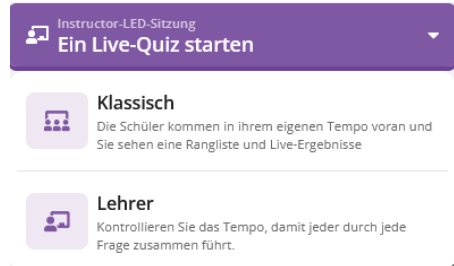 Instructor-LED-Sitzung
Ein Live-Quiz starten
Klassisch
Die Schüler kommen in ihrem eigenen Tempo voran und
Sie sehen eine Rangliste und Live-Ergebnisse
Lehrer
Kontrollieren Sie das Tempo, damit jeder durch jede
Frage zusammen führt.